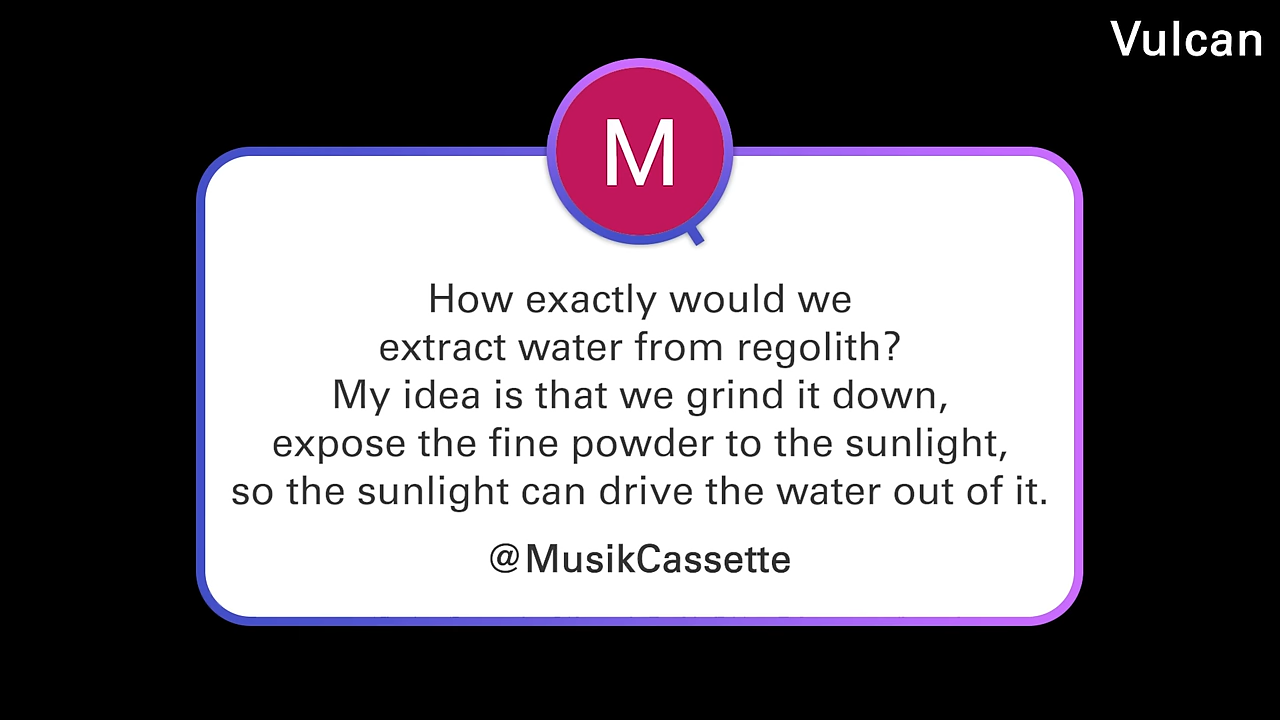 Vulcan
M
How exactly would we
extract water from regolith?
My idea is that we grind it down,
expose the fine powder to the sunlight,
so the sunlight can drive the water out of it.
@MusikCassette